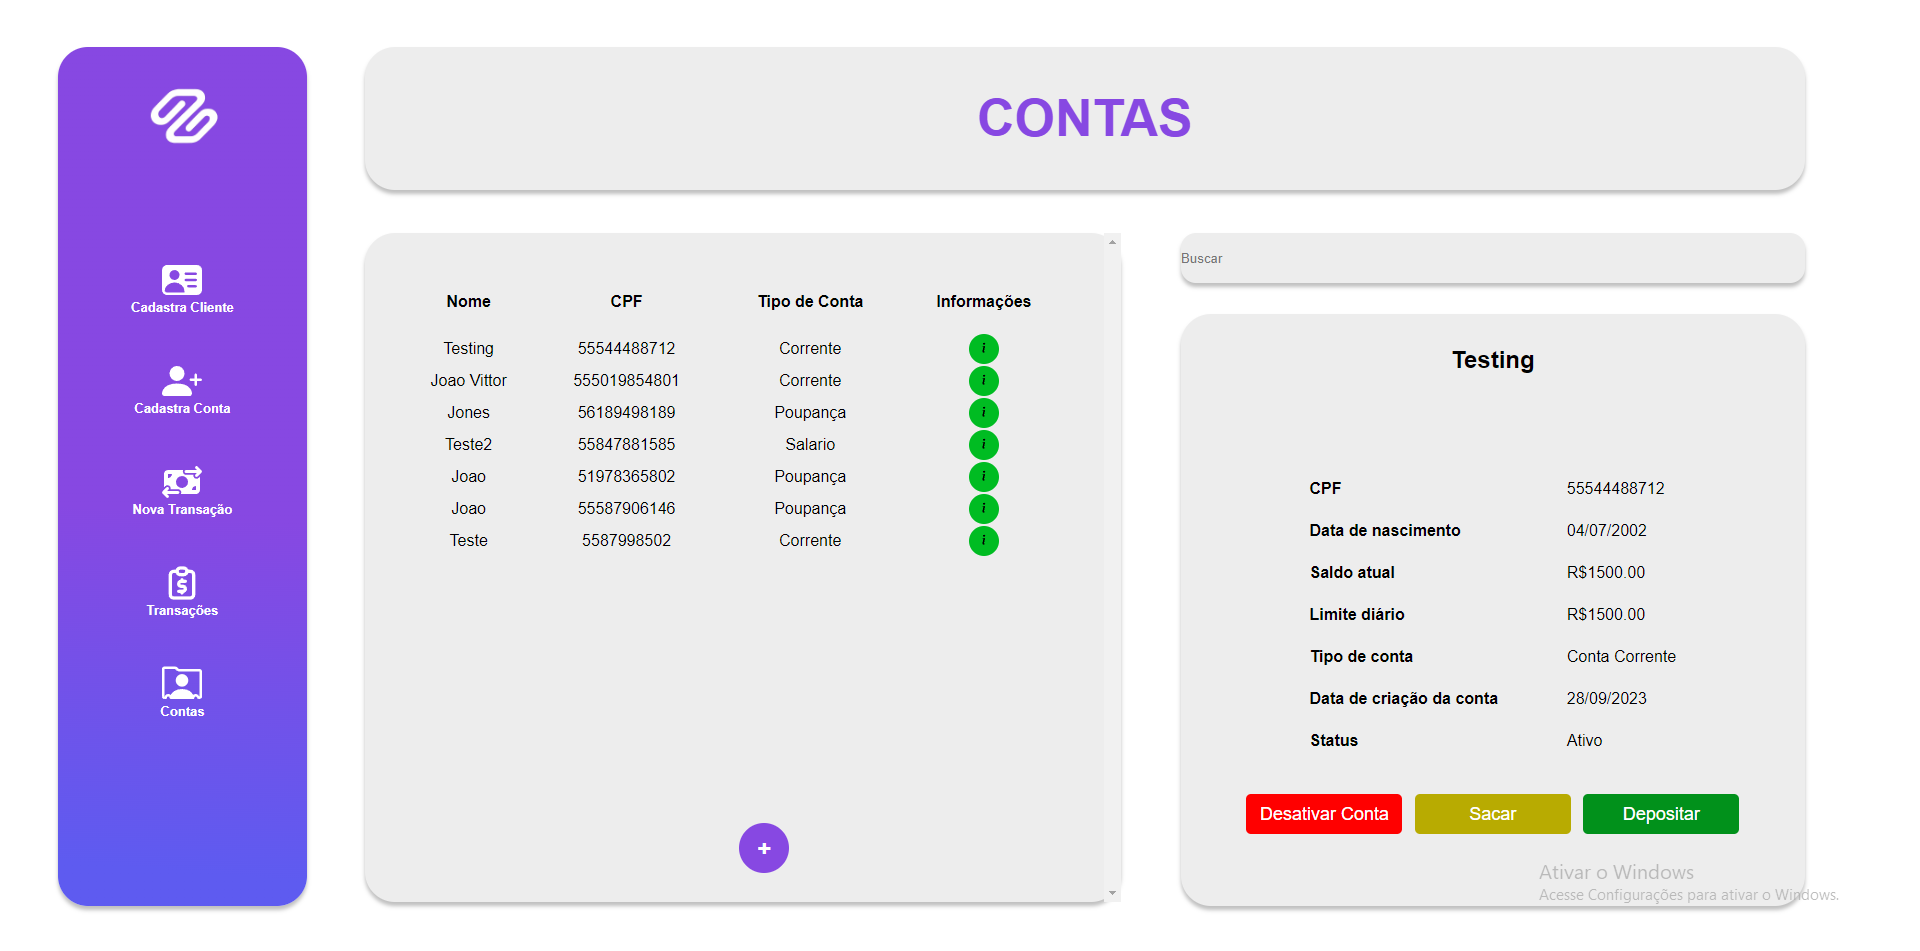 CONTAS
Cadastra Cliente
Cadastra Conta
Nova Transação
Transações
Contas
Nome CPF Tipo de Conta Informações
Testing 55544488712 Corrente i
Joao Vittor 555019854801 Corrente i
Jones 56189498189 Poupança i
Teste2 55847881585 Salario i
Joao 51978365802 Poupança i
Joao 55587906146 Poupança i
Teste 5587998502 Corrente i
+
Buscar
Testing
CPF 55544488712
Data de nascimento 04/07/2002
Saldo atual R$1500.00
Limite diário R$1500.00
Tipo de conta Conta Corrente
Data de criação da conta 28/09/2023
Status Ativo
Desativar Conta Sacar Depositar
Ativar o Windows
Acesse Configurações para ativar o Windows.